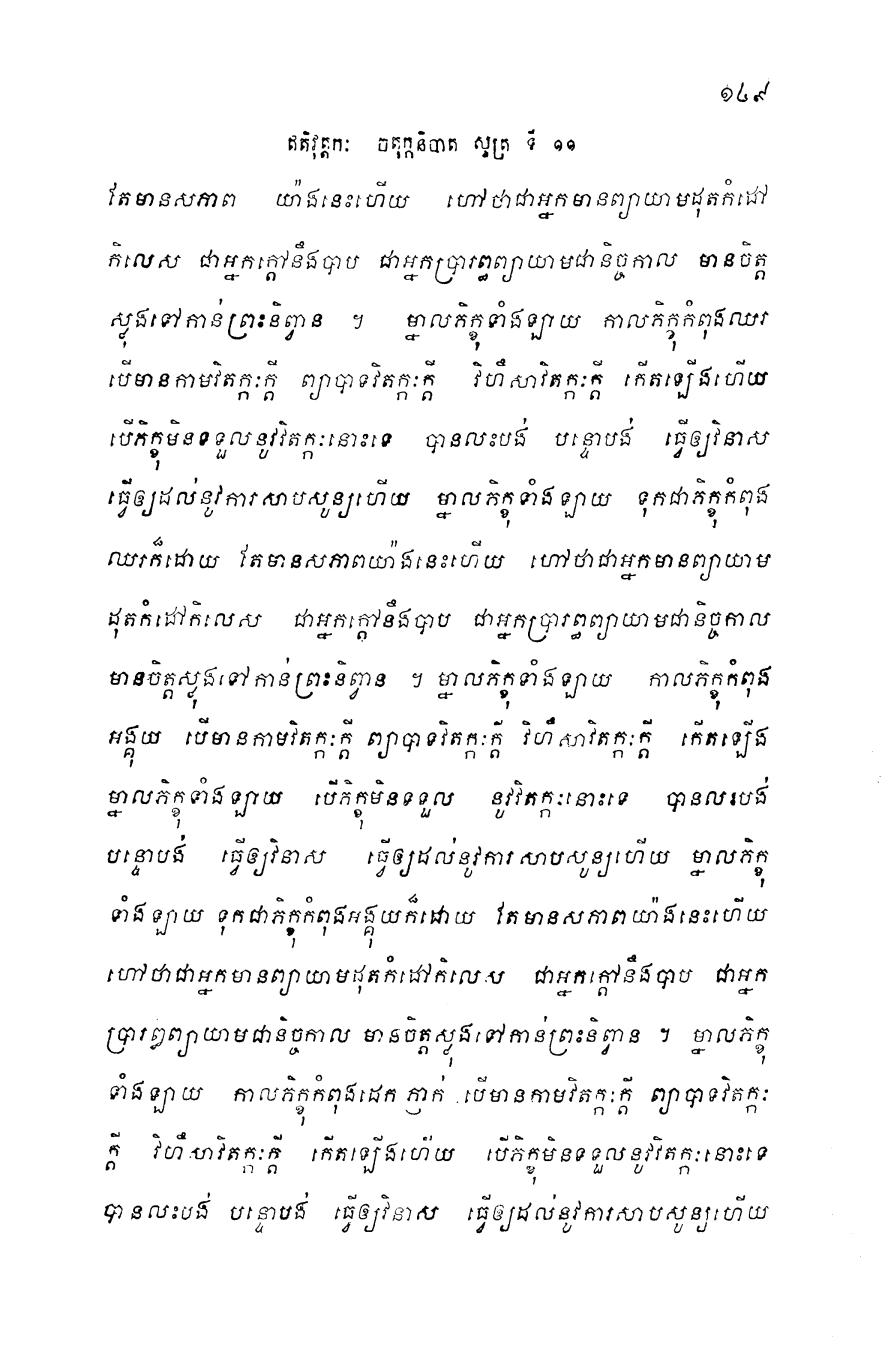 ១៤៩
ឥតិវុត្តកៈ ចតុក្កនិបាត សូត្រ ទី ១១
តែមានសភាព យ៉ាងនេះហើយ ហៅថាជាអ្នកមានព្យាយាមដុតកំដៅ
កិលេស ជាអ្នកក្តៅនឹងបាប ជាអ្នកប្រារព្ធព្យាយាមជានិច្ចកាល មានចិត្ត
ស្លុងទៅកាន់ព្រះនិព្វាន ។ ម្នាលភិក្ខុទាំងឡាយ កាលភិក្ខុកំពុងឈរ
បើមានកាមវិតក្កៈក្តី ព្យាបាទវិតក្កៈក្តី វិហឹសាវិតក្កៈក្តី កើតឡើងហើយ
បើភិក្ខុមិនទទួលនូវវិតក្កៈនោះទេ បានលះបង់ បន្ទោបង់ ធ្វើឲ្យវិនាស
ធ្វើឲ្យដល់នូវការសាបសូន្យហើយ ម្នាលភិក្ខុទាំងឡាយ ទុកជាភិក្ខុកំពុង
ឈរក៏ដោយ តែមានសភាពយ៉ាងនេះហើយ ហៅថាជាអ្នកមានព្យាយាម
ដុតកំដៅកិលេស ជាអ្នកក្តៅនឹងបាប ជាអ្នកប្រារព្ធព្យាយាមជានិច្ចកាល
មានចិត្តស្លុងទៅកាន់ព្រះនិព្វាន ។ ម្នាលភិក្ខុទាំងឡាយ កាលភិក្ខុកំពុង
អង្គុយ បើមានកាមវិតក្កៈក្តី ព្យាបាទវិតក្កៈក្តី វិហឹសាវិតក្កៈក្តី កើតឡើង
ម្នាលភិក្ខុទាំងឡាយ បើភិក្ខុមិនទទួល នូវវិតក្កៈនោះទេ បានលះបង់
បន្ទោបង់ ធ្វើឲ្យវិនាស ធ្វើឲ្យដល់នូវការសាបសូន្យហើយ ម្នាលភិក្ខុ
ទាំងឡាយ ទុកជាភិក្ខុកំពុងអង្គុយក៏ដោយ តែមានសភាពយ៉ាងនេះហើយ
ហៅថាជាអ្នកមានព្យាយាមដុតកំដៅកិលេស ជាអ្នកក្តៅនឹងបាប ជាអ្នក
ប្រារព្ធព្យាយាមជានិច្ចកាល មានចិត្តស្លុងទៅកាន់ព្រះនិព្វាន ។ ម្នាលភិក្ខុ
ទាំងឡាយ កាលភិក្ខុកំពុងដេក ភ្ញាក់ បើមានកាមវិតក្កៈក្តី ព្យាបាទវិតក្កៈ
ក្តី វិហឹសាវិតក្កៈក្តី កើតឡើងហើយ បើភិក្ខុមិនទទួលនូវវិតក្កៈនោះទេ
បានលះបង់ បន្ទោបង់ ធ្វើឲ្យវិនាស ធ្វើឲ្យដល់នូវការសាបសូន្យហើយ